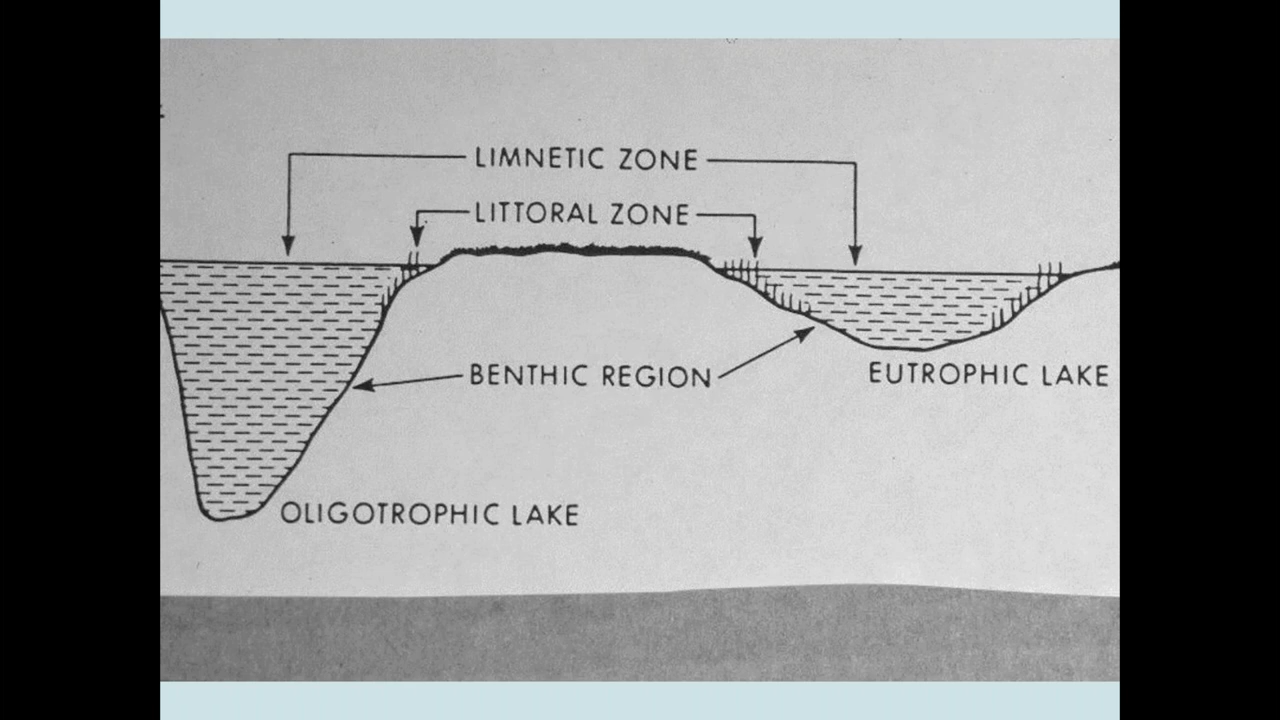 LIMNETIC ZONE
LITTORAL ZONE
BENTHIC REGION
EUTROPHIC LAKE
OLIGOTROPHIC LAKE